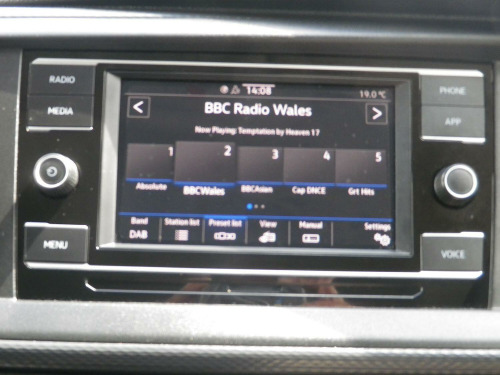 RADIO
MEDIA
MENU
14:08
19.0 °C
< BBC Radio Wales >
Now Playing: Temptation by Heaven 17
1 2 3 4 5
Absolute BBCWales BBCAsian Cap DNCE Grt Hits
Band Station list Preset list View Manual Settings
DAB
PHONE
APP
VOICE